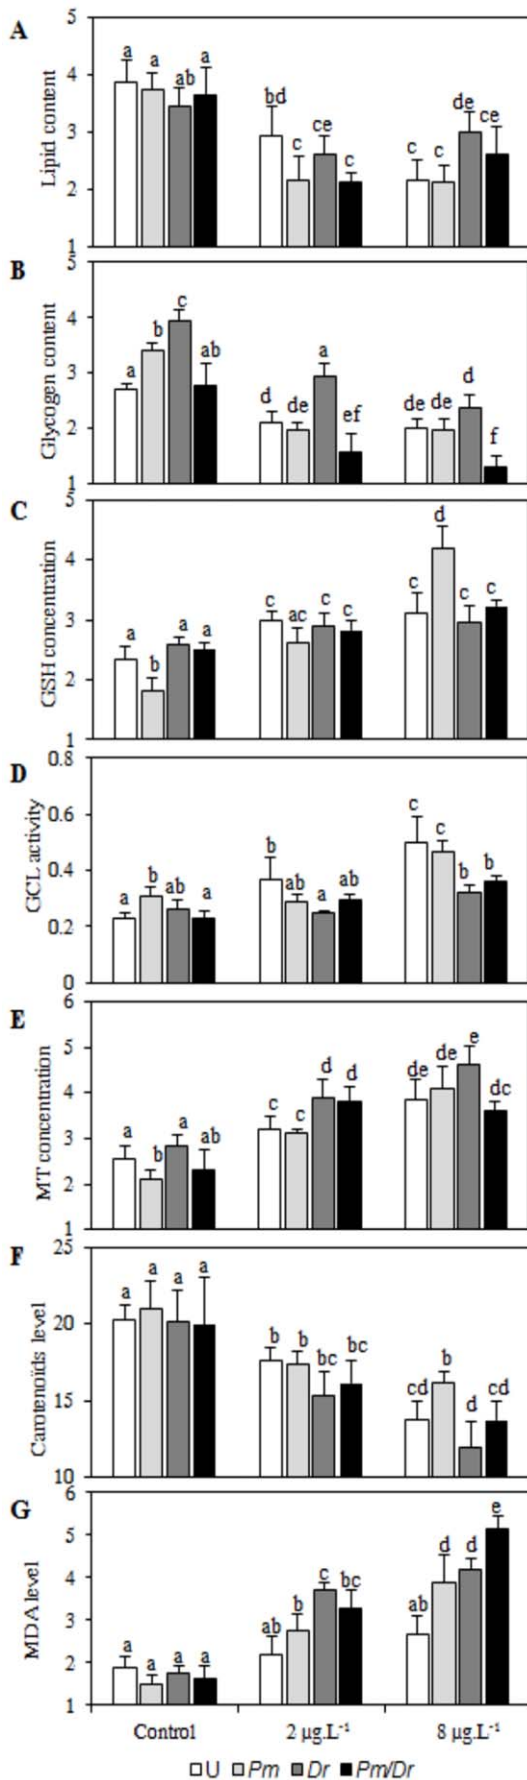 A
Lipid content
5
4
3
2
1
a a ab a
bd c ce c
c c de ce
B
Glycogen content
5
4
3
2
1
a b c ab
d de a ef
de de d f
C
GSH concentration
5
4
3
2
1
a b a a
c ac c c
c d c c
D
GCL activity
0.8
0.6
0.4
0.2
0
a b ab a
b ab a ab
c c b b
E
MT concentration
6
5
4
3
2
1
a b a ab
c c d d
de de e dc
F
Carotenoïds level
25
20
15
10
a a a a
b b bc bc
cd b d cd
G
MDA level
6
5
4
3
2
1
a a a a
ab b c bc
ab d d e
Control 2 µg.L⁻¹ 8 µg.L⁻¹
U Pm Dr Pm/Dr